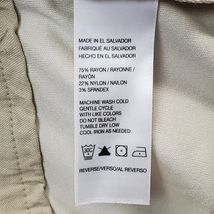 MADE IN EL SALVADOR
FABRIQUÉ AU SALVADOR
HECHO EN EL SALVADOR
75% RAYON / RAYONNE /
RAYÓN
22% NYLON / NAILON
3% SPANDEX
MACHINE WASH COLD
GENTLE CYCLE
WITH LIKE COLORS
DO NOT BLEACH
TUMBLE DRY LOW
COOL IRON AS NEEDED
REVERSE/VERSO/AL REVERSO